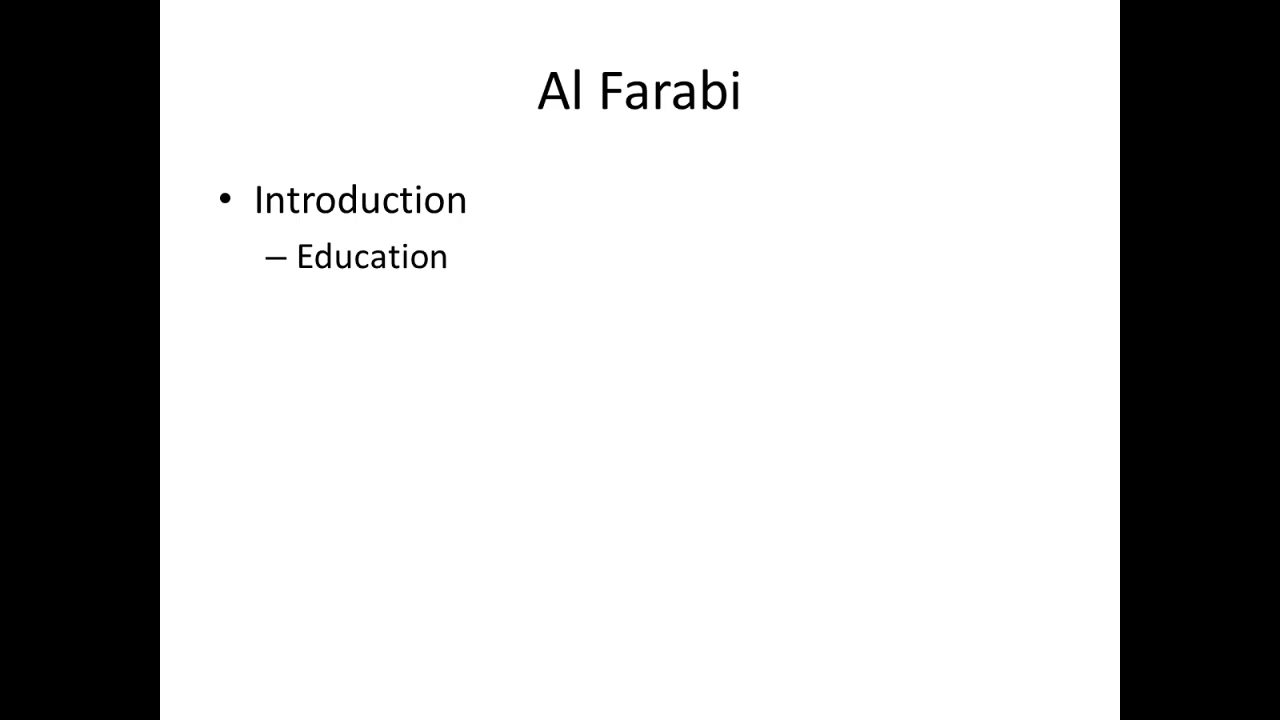 Al Farabi
• Introduction
– Education